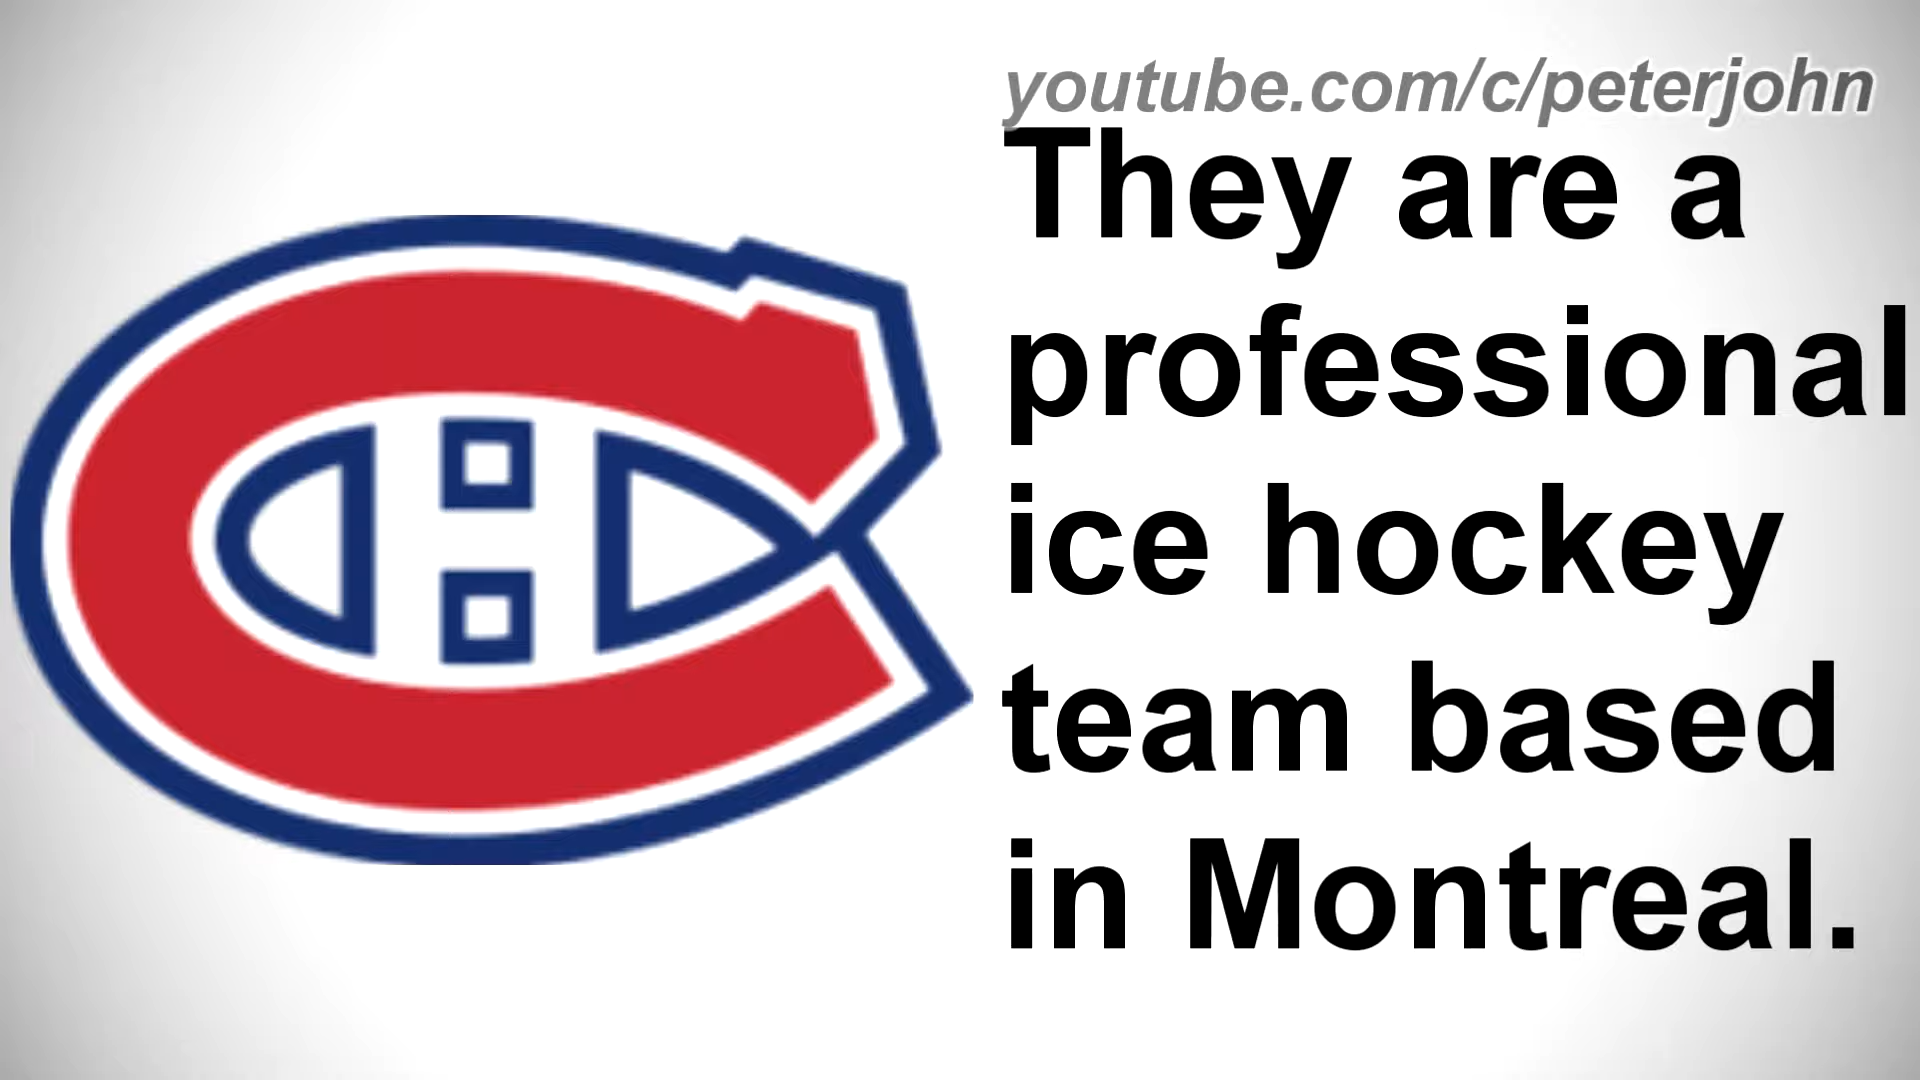 youtube.com/c/peterjohn
They are a
professional
ice hockey
team based
in Montreal.